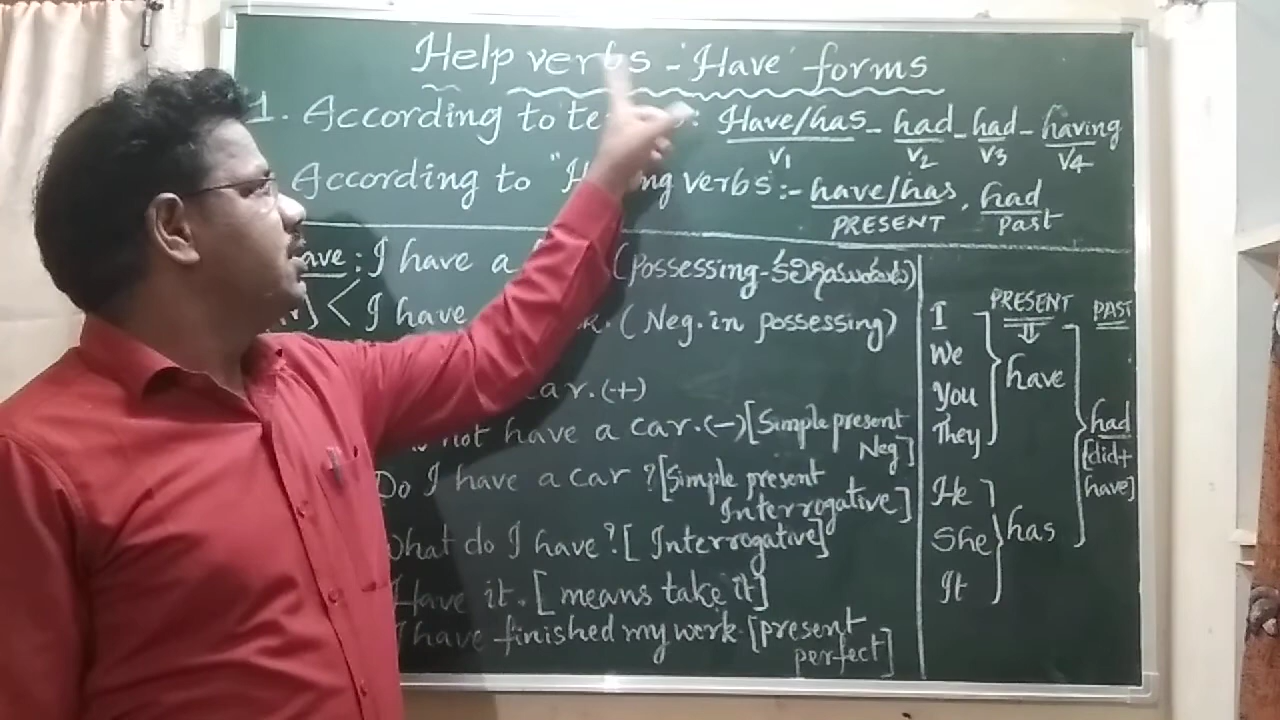 Help verbs - 'Have' forms
1. According to te : Have/has - had - had - having
V1 V2 V3 V4
According to "H ng verbs :- have/has, had
PRESENT past
ave : I have a (possessing - కలిగియుండుట)
I have (Neg. in possessing)
car. (+)
not have a car. (-) [Simple present
Neg]
Do I have a car ? [Simple present
Interrogative]
What do I have? [Interrogative]
Have it. [means take it]
I have finished my work. [present
perfect]
PRESENT PAST
I
We
You
They
have
He
She
It
has
had
[did+
have]